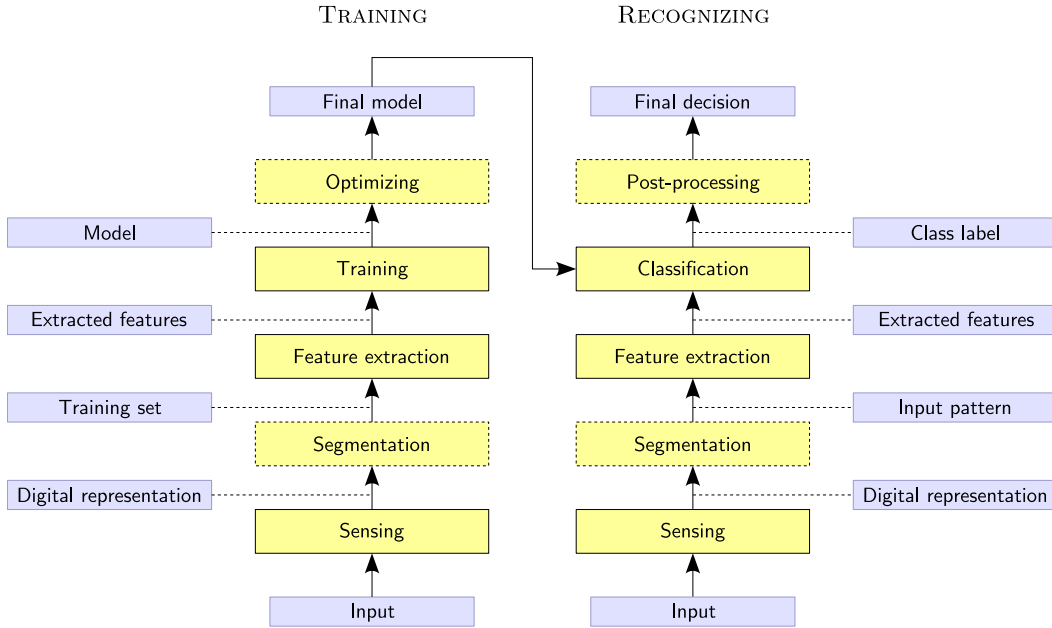 Training
Recognizing
Final model
Final decision
Optimizing
Post-processing
Model
Class label
Training
Classification
Extracted features
Extracted features
Feature extraction
Feature extraction
Training set
Input pattern
Segmentation
Segmentation
Digital representation
Digital representation
Sensing
Sensing
Input
Input